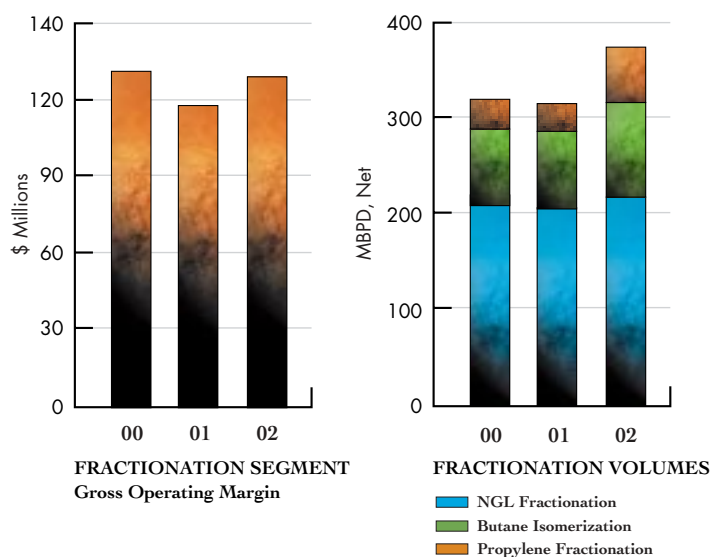 140
120
90
60
30
0
$ Millions
00 01 02
FRACTIONATION SEGMENT
Gross Operating Margin
400
300
200
100
0
MBPD, Net
00 01 02
FRACTIONATION VOLUMES
NGL Fractionation
Butane Isomerization
Propylene Fractionation